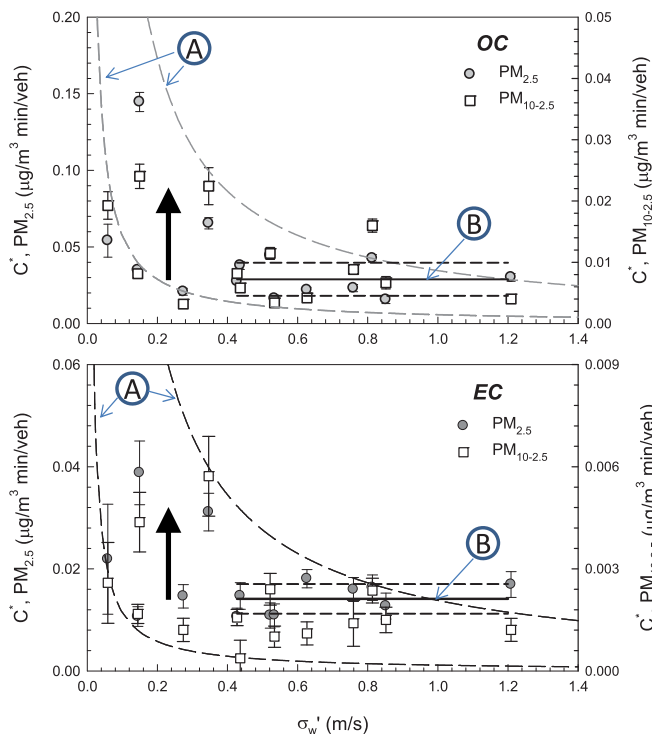 OC
PM2.5
PM10-2.5
A
B
C*, PM2.5 (μg/m3 min/veh)
0.20
0.15
0.10
0.05
0.00
C*, PM10-2.5 (μg/m3 min/veh)
0.05
0.04
0.03
0.02
0.01
0.00
0.0 0.2 0.4 0.6 0.8 1.0 1.2 1.4
EC
PM2.5
PM10-2.5
A
B
C*, PM2.5 (μg/m3 min/veh)
0.06
0.04
0.02
0.00
0.009
0.006
0.003
0.000
0.0 0.2 0.4 0.6 0.8 1.0 1.2 1.4
σw' (m/s)